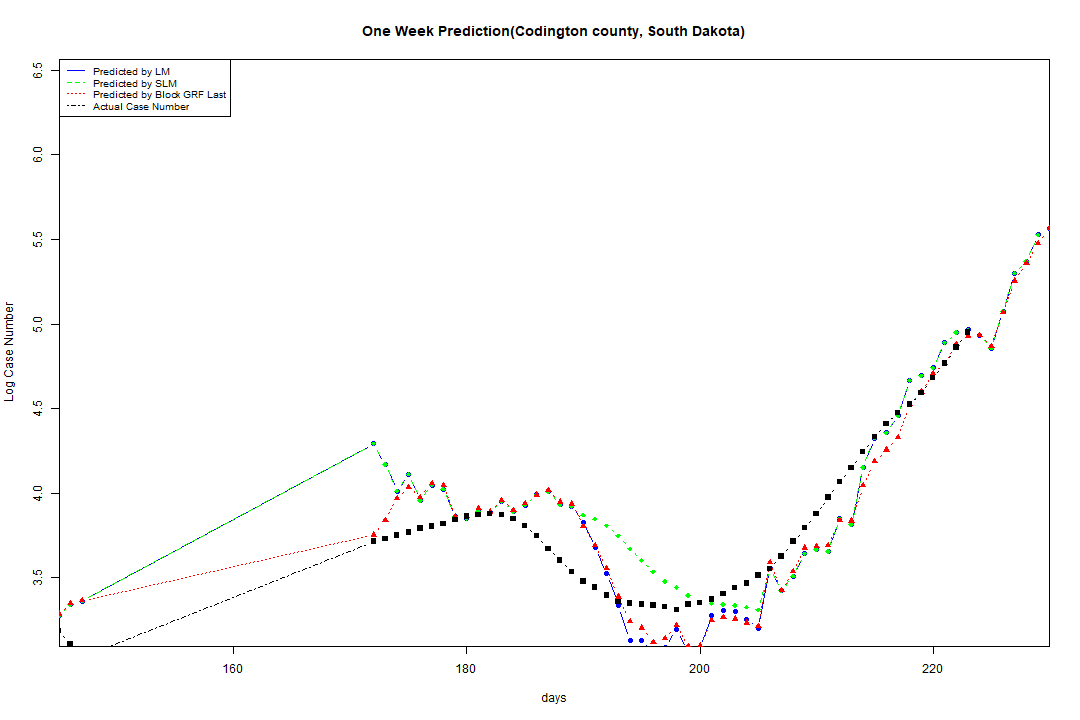 One Week Prediction(Codington county, South Dakota)
Predicted by LM
Predicted by SLM
Predicted by Block GRF Last
Actual Case Number
6.5
6.0
5.5
5.0
4.5
4.0
3.5
Log Case Number
160 180 200 220
days